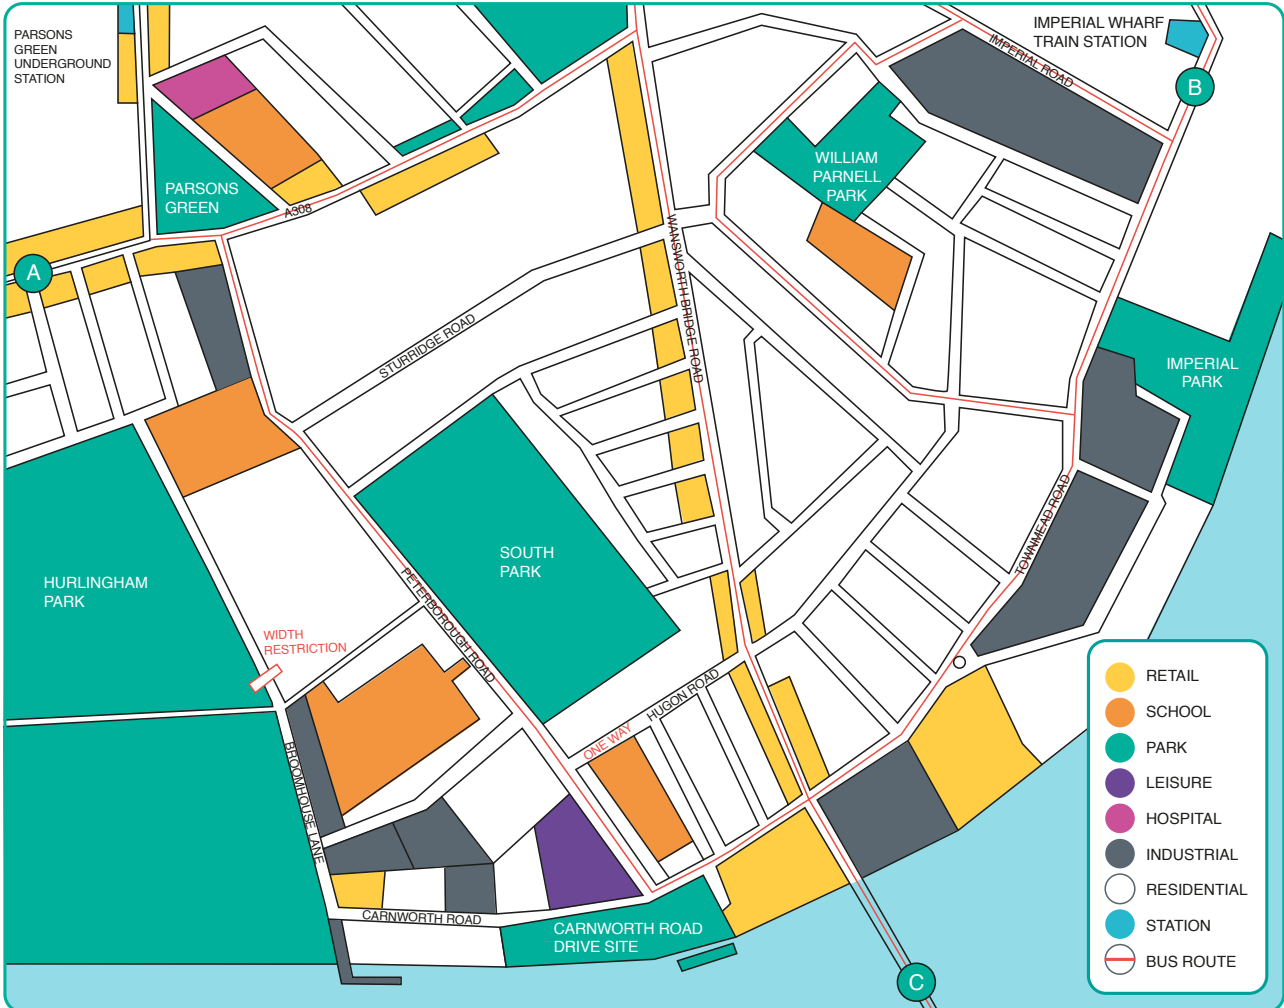 PARSONS
GREEN
UNDERGROUND
STATION
IMPERIAL WHARF
TRAIN STATION
IMPERIAL ROAD
B
WILLIAM
PARNELL
PARK
PARSONS
GREEN
A308
A
WANSWORTH BRIDGE ROAD
STURRIDGE ROAD
IMPERIAL
PARK
SOUTH
PARK
TOWNMEAD ROAD
HURLINGHAM
PARK
PETERBOROUGH ROAD
WIDTH
RESTRICTION
HUGON ROAD
ONE WAY
BROOMHOUSE LANE
CARNWORTH ROAD
CARNWORTH ROAD
DRIVE SITE
C
RETAIL
SCHOOL
PARK
LEISURE
HOSPITAL
INDUSTRIAL
RESIDENTIAL
STATION
BUS ROUTE